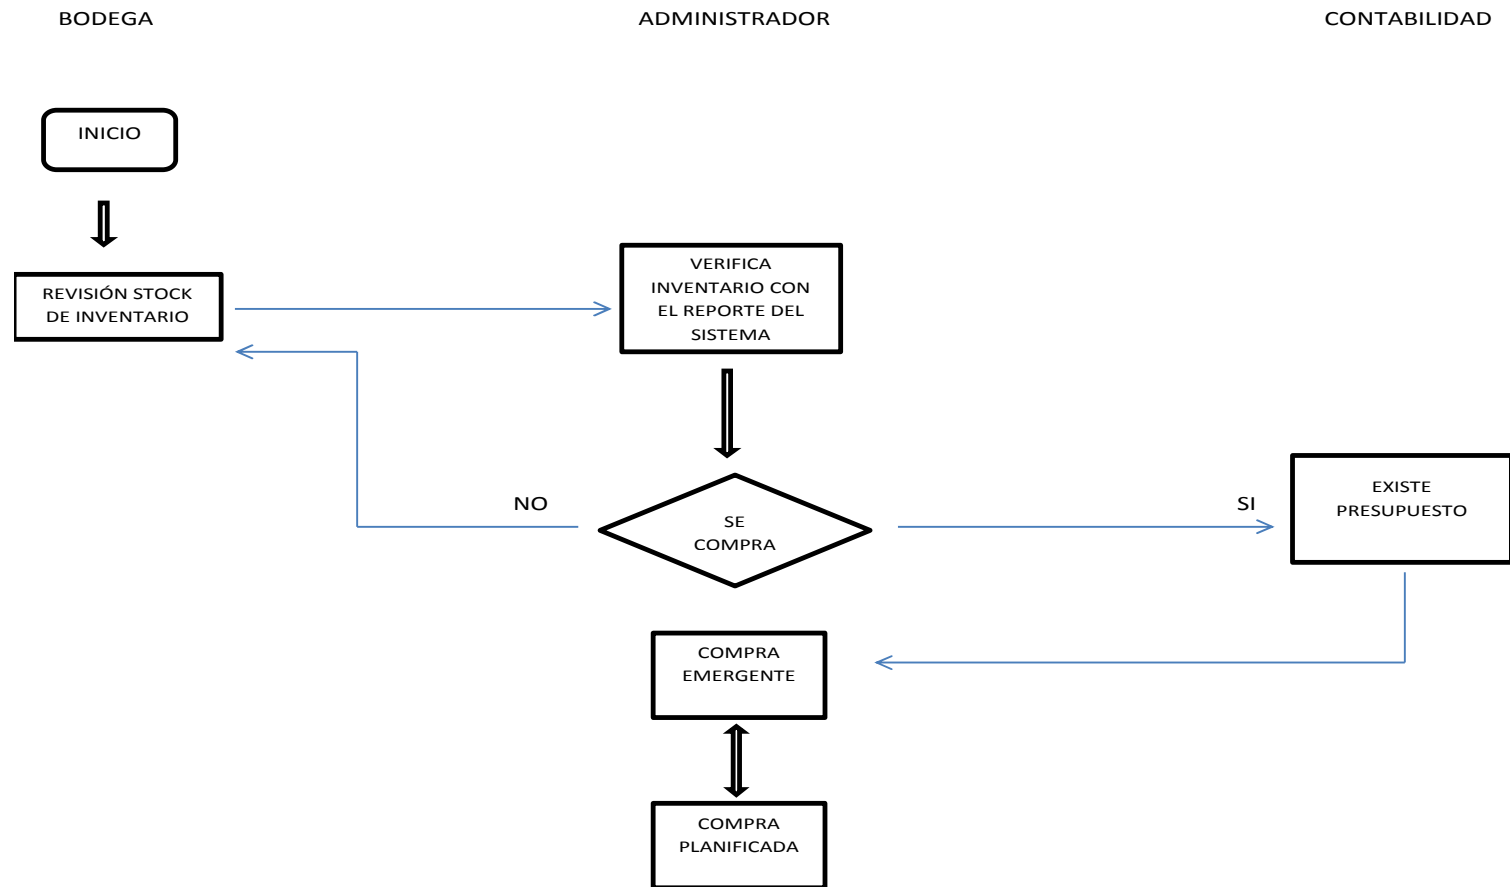 BODEGA
ADMINISTRADOR
CONTABILIDAD
INICIO
REVISIÓN STOCK
DE INVENTARIO
VERIFICA
INVENTARIO CON
EL REPORTE DEL
SISTEMA
NO
SE
COMPRA
SI
EXISTE
PRESUPUESTO
COMPRA
EMERGENTE
COMPRA
PLANIFICADA